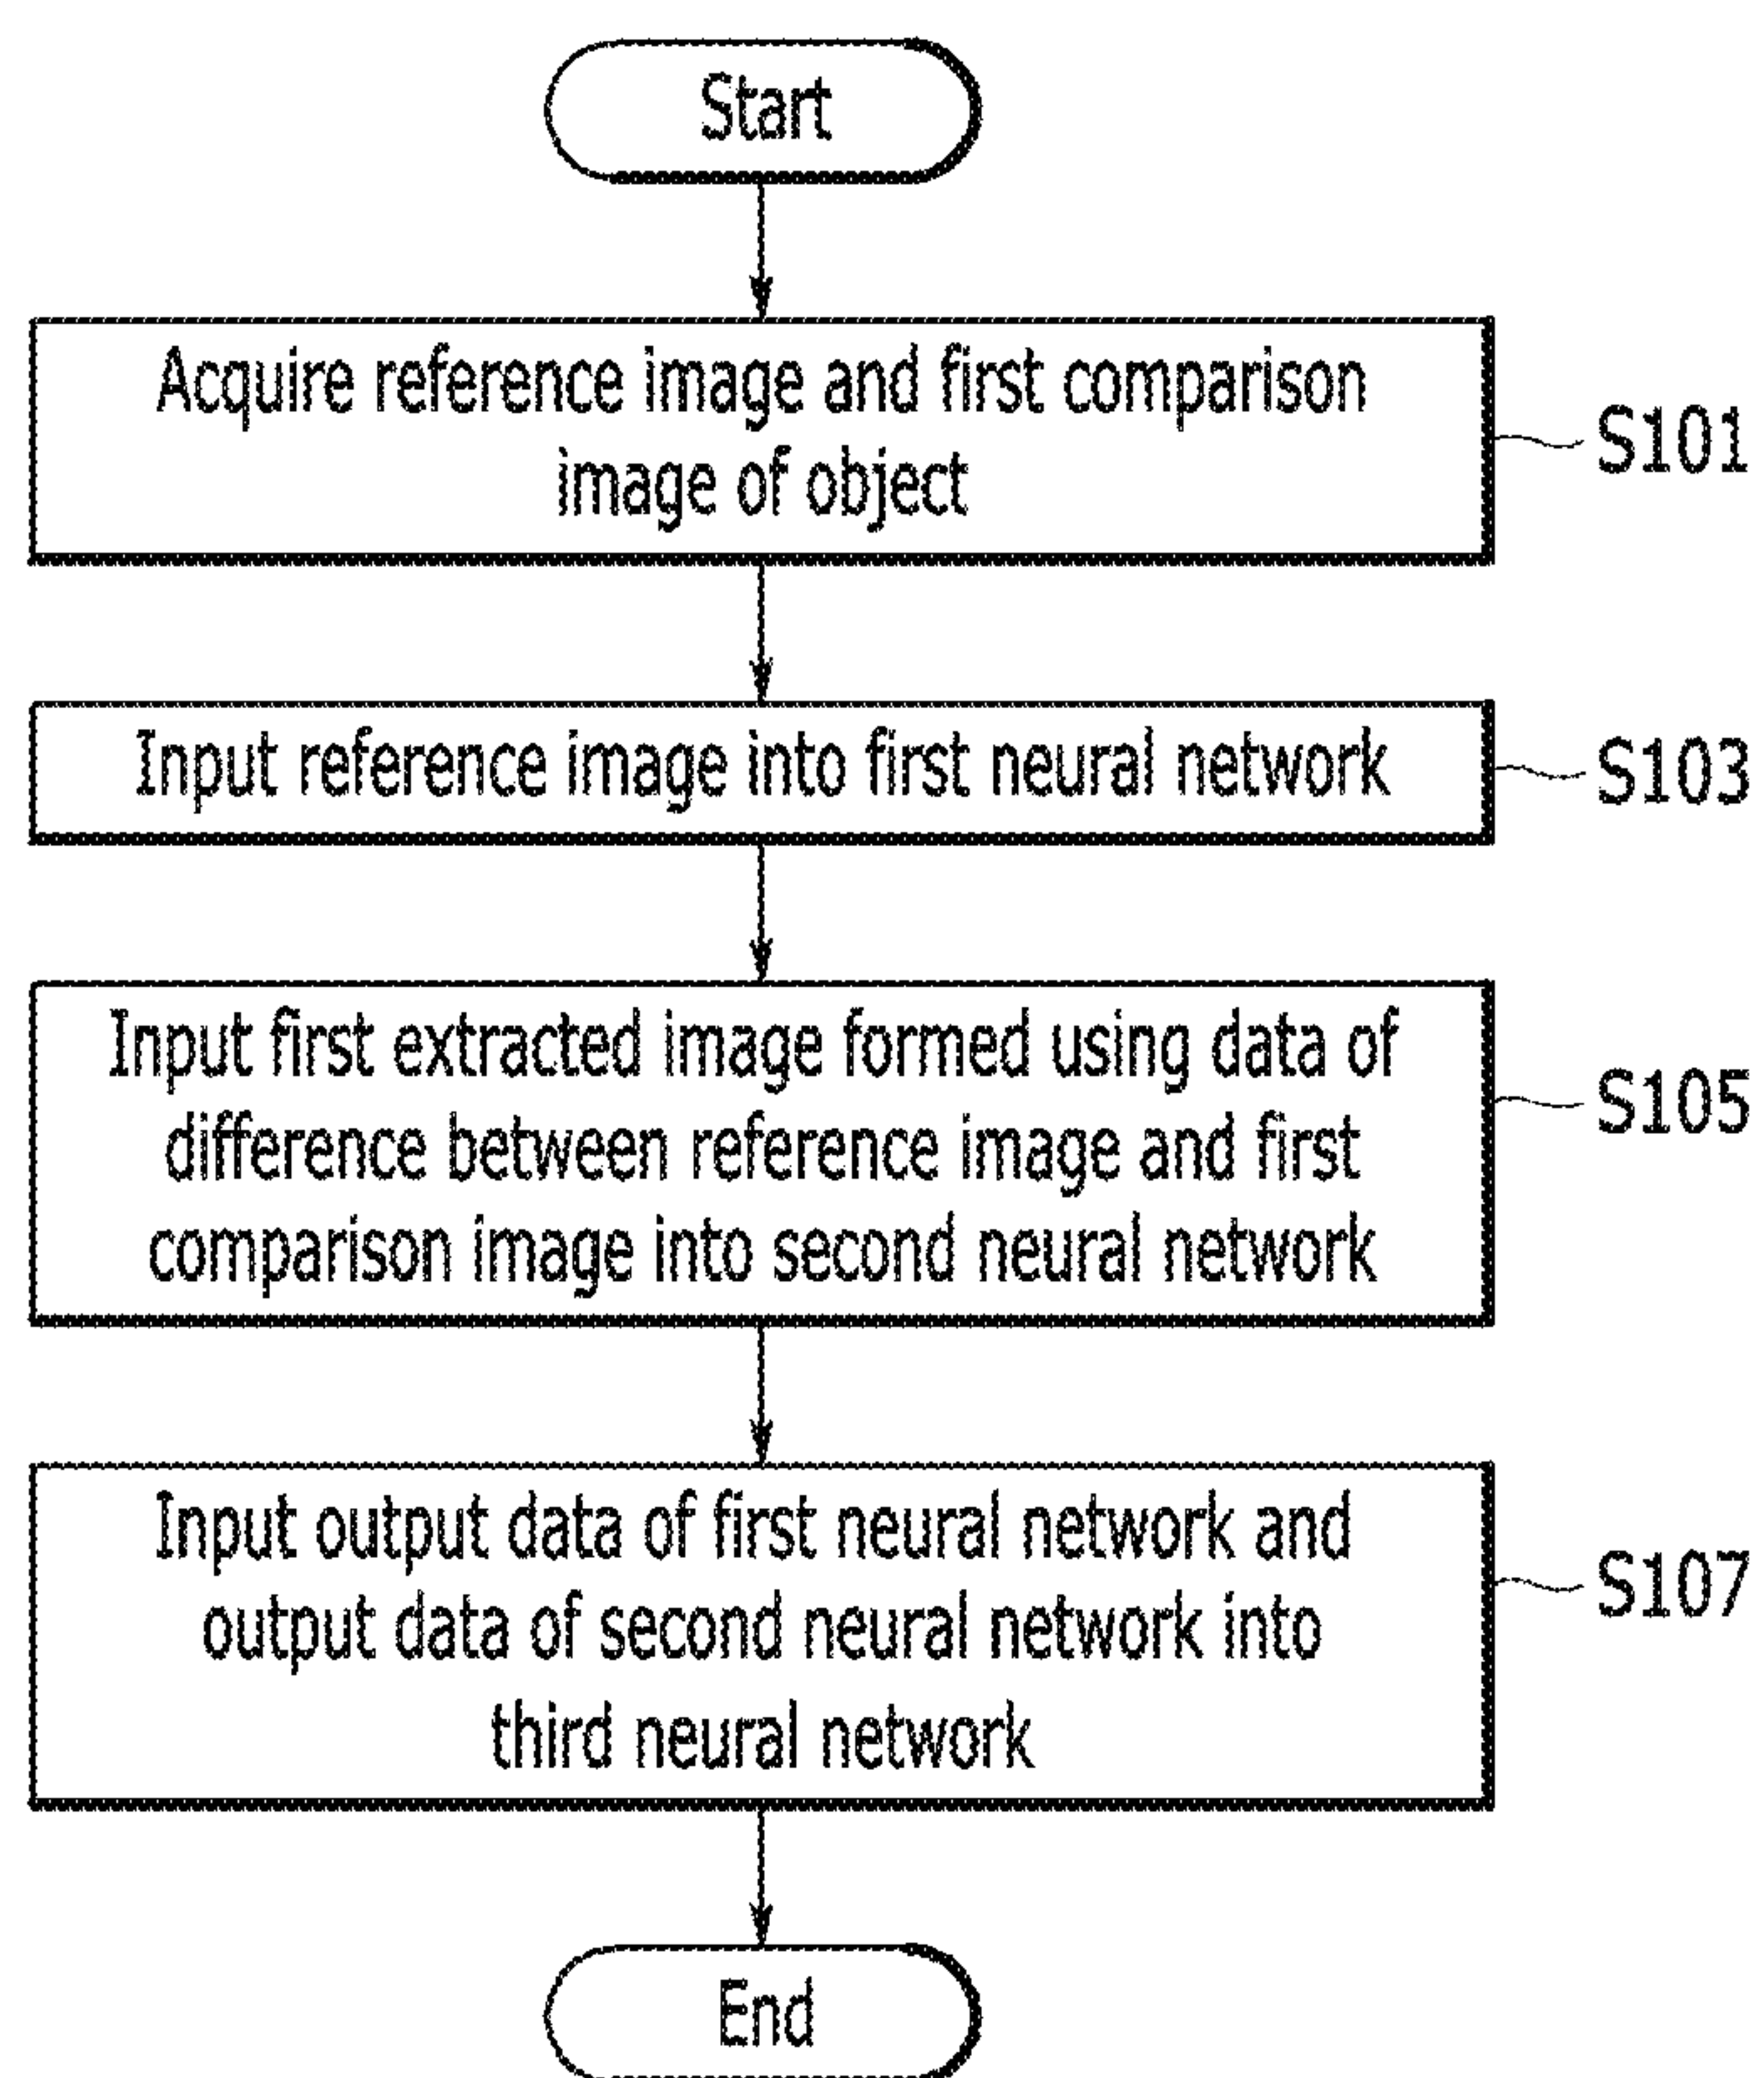 Start
Acquire reference image and first comparison
image of object
S101
Input reference image into first neural network
S103
Input first extracted image formed using data of
difference between reference image and first
comparison image into second neural network
S105
Input output data of first neural network and
output data of second neural network into
third neural network
S107
End